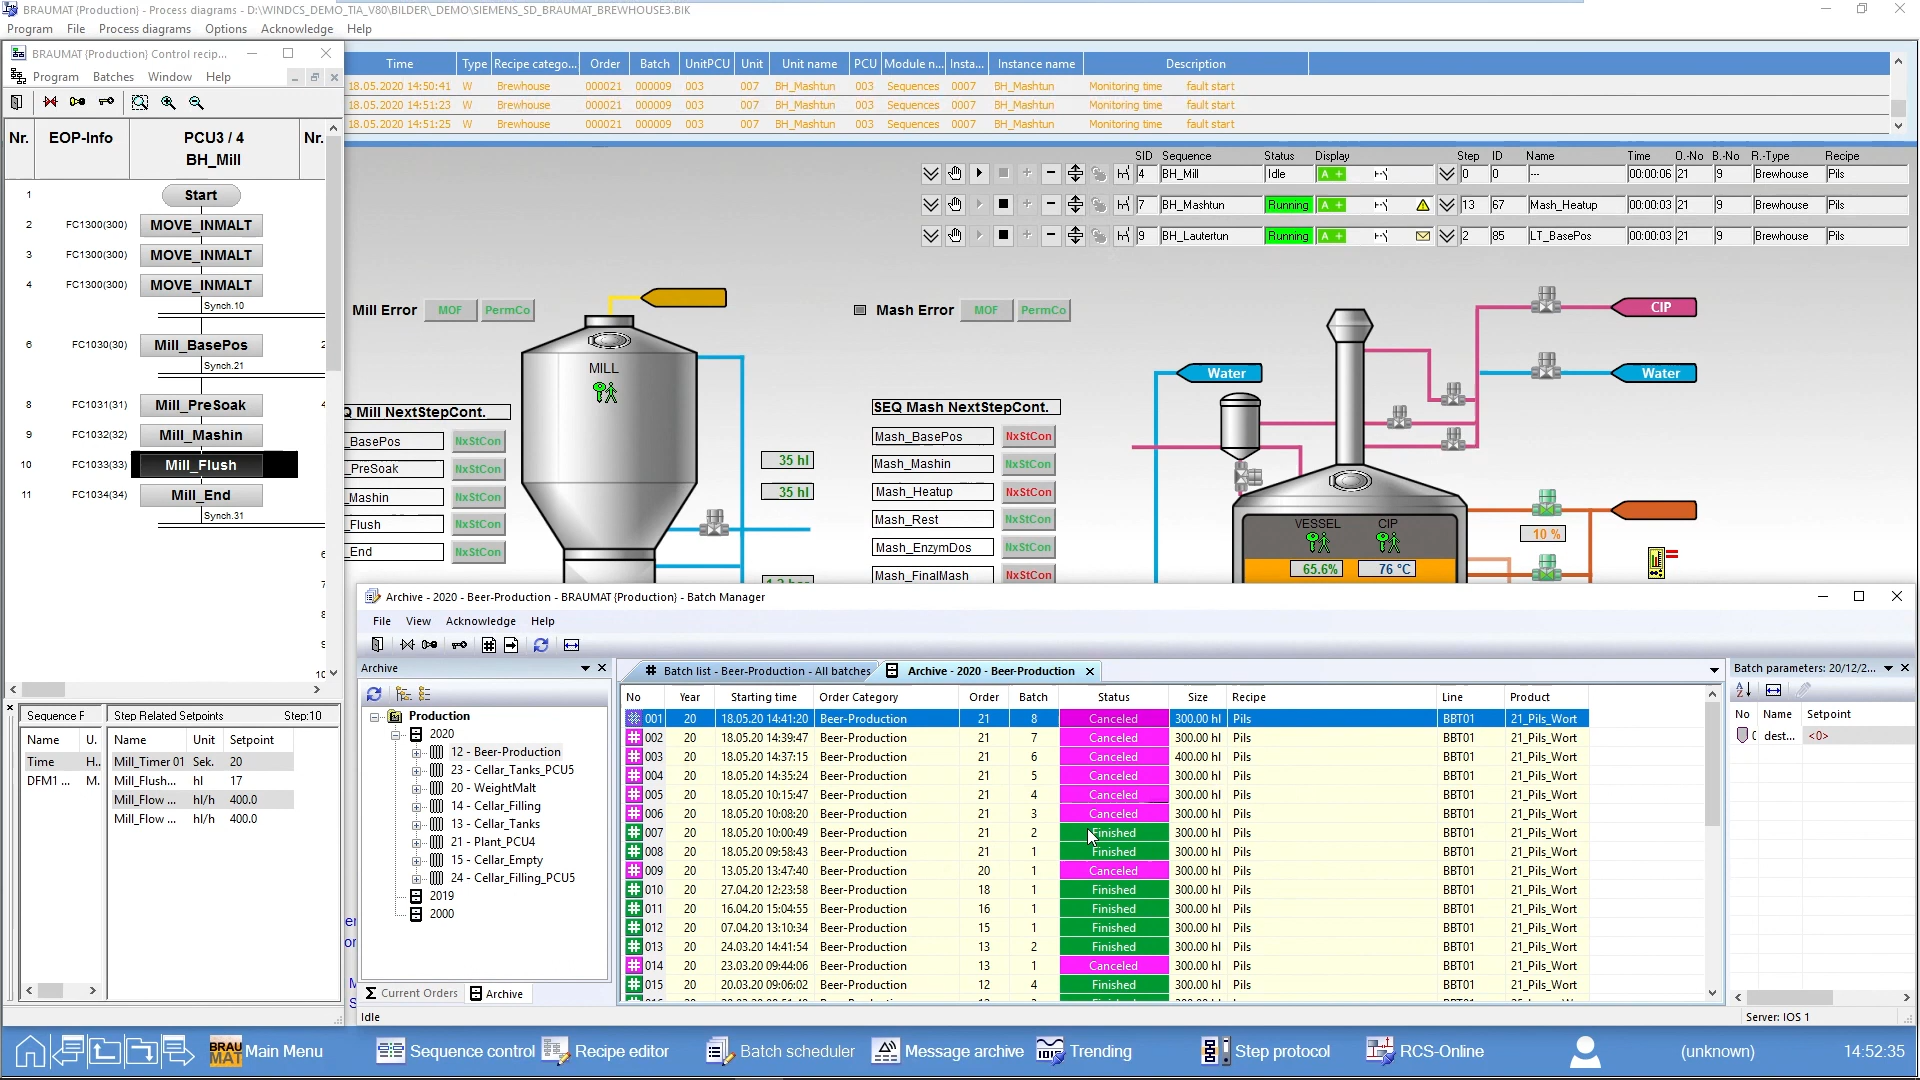 BRAUMAT {Production} - Process diagrams - D:\WINDCS_DEMO_TIA_V80\BILDER\_DEMO\SIEMENS_SD_BRAUMAT_BREWHOUSE3.BIK
Program File Process diagrams Options Acknowledge Help
BRAUMAT {Production} Control recip...
Program Batches Window Help
Nr. EOP-Info PCU3 / 4 Nr.
BH_Mill
1 Start
2 FC1300(300) MOVE_INMALT
3 FC1300(300) MOVE_INMALT
4 FC1300(300) MOVE_INMALT
Synch.10
6 FC1030(30) Mill_BasePos 2
Synch.21
8 FC1031(31) Mill_PreSoak 4
9 FC1032(32) Mill_Mashin
10 FC1033(33) Mill_Flush
11 FC1034(34) Mill_End
Synch.31
Sequence F Step Related Setpoints Step:10
Name U. Name Unit Setpoint
Time H.. Mill_Timer 01 Sek. 20
DFM1 ... M. Mill_Flush... hl 17
Mill_Flow ... hl/h 400.0
Mill_Flow ... hl/h 400.0
Time Type Recipe catego... Order Batch UnitPCU Unit Unit name PCU Module n... Insta... Instance name Description
18.05.2020 14:50:41 W Brewhouse 000021 000009 003 007 BH_Mashtun 003 Sequences 0007 BH_Mashtun Monitoring time fault start
18.05.2020 14:51:23 W Brewhouse 000021 000009 003 007 BH_Mashtun 003 Sequences 0007 BH_Mashtun Monitoring time fault start
18.05.2020 14:51:25 W Brewhouse 000021 000009 003 007 BH_Mashtun 003 Sequences 0007 BH_Mashtun Monitoring time fault start
SID Sequence Status Display Step ID Name Time O.-No B.-No R.-Type Recipe
4 BH_Mill Idle A + 0 0 --- 00:00:06 21 9 Brewhouse Pils
7 BH_Mashtun Running A + 13 67 Mash_Heatup 00:00:03 21 9 Brewhouse Pils
9 BH_Lautertun Running A + 2 85 LT_BasePos 00:00:03 21 9 Brewhouse Pils
Mill Error MOF PermCo
MILL
Q Mill NextStepCont.
_BasePos NxStCon
_PreSoak NxStCon
_Mashin NxStCon
_Flush NxStCon
_End NxStCon
35 hl
35 hl
Mash Error MOF PermCo
SEQ Mash NextStepCont.
Mash_BasePos NxStCon
Mash_Mashin NxStCon
Mash_Heatup NxStCon
Mash_Rest NxStCon
Mash_EnzymDos NxStCon
Mash_FinalMash NxStCon
CIP
Water Water
VESSEL CIP
65.6% 76 °C
10 %
Archive - 2020 - Beer-Production - BRAUMAT {Production} - Batch Manager
File View Acknowledge Help
Archive
Production
2020
12 - Beer-Production
23 - Cellar_Tanks_PCU5
20 - WeightMalt
14 - Cellar_Filling
13 - Cellar_Tanks
21 - Plant_PCU4
15 - Cellar_Empty
24 - Cellar_Filling_PCU5
2019
2000
Current Orders Archive
Batch list - Beer-Production - All batches Archive - 2020 - Beer-Production
No Year Starting time Order Category Order Batch Status Size Recipe Line Product
001 20 18.05.20 14:41:20 Beer-Production 21 8 Canceled 300.00 hl Pils BBT01 21_Pils_Wort
002 20 18.05.20 14:39:47 Beer-Production 21 7 Canceled 300.00 hl Pils BBT01 21_Pils_Wort
003 20 18.05.20 14:37:15 Beer-Production 21 6 Canceled 400.00 hl Pils BBT01 21_Pils_Wort
004 20 18.05.20 14:35:24 Beer-Production 21 5 Canceled 300.00 hl Pils BBT01 21_Pils_Wort
005 20 18.05.20 10:15:47 Beer-Production 21 4 Canceled 300.00 hl Pils BBT01 21_Pils_Wort
006 20 18.05.20 10:08:20 Beer-Production 21 3 Canceled 300.00 hl Pils BBT01 21_Pils_Wort
007 20 18.05.20 10:00:49 Beer-Production 21 2 Finished 300.00 hl Pils BBT01 21_Pils_Wort
008 20 18.05.20 09:58:43 Beer-Production 21 1 Finished 300.00 hl Pils BBT01 21_Pils_Wort
009 20 13.05.20 13:47:40 Beer-Production 20 1 Canceled 300.00 hl Pils BBT01 21_Pils_Wort
010 20 27.04.20 12:23:58 Beer-Production 18 1 Finished 300.00 hl Pils BBT01 21_Pils_Wort
011 20 16.04.20 15:04:55 Beer-Production 16 1 Finished 300.00 hl Pils BBT01 21_Pils_Wort
012 20 07.04.20 13:10:34 Beer-Production 15 1 Finished 300.00 hl Pils BBT01 21_Pils_Wort
013 20 24.03.20 14:41:54 Beer-Production 13 2 Finished 300.00 hl Pils BBT01 21_Pils_Wort
014 20 23.03.20 09:44:06 Beer-Production 13 1 Canceled 300.00 hl Pils BBT01 21_Pils_Wort
015 20 20.03.20 09:06:02 Beer-Production 12 4 Finished 300.00 hl Pils BBT01 21_Pils_Wort
Batch parameters: 20/12/2...
No Name Setpoint
dest... <0>
Idle Server: IOS 1
BRAU MAT Main Menu Sequence control Recipe editor Batch scheduler Message archive Trending Step protocol RCS-Online (unknown) 14:52:35